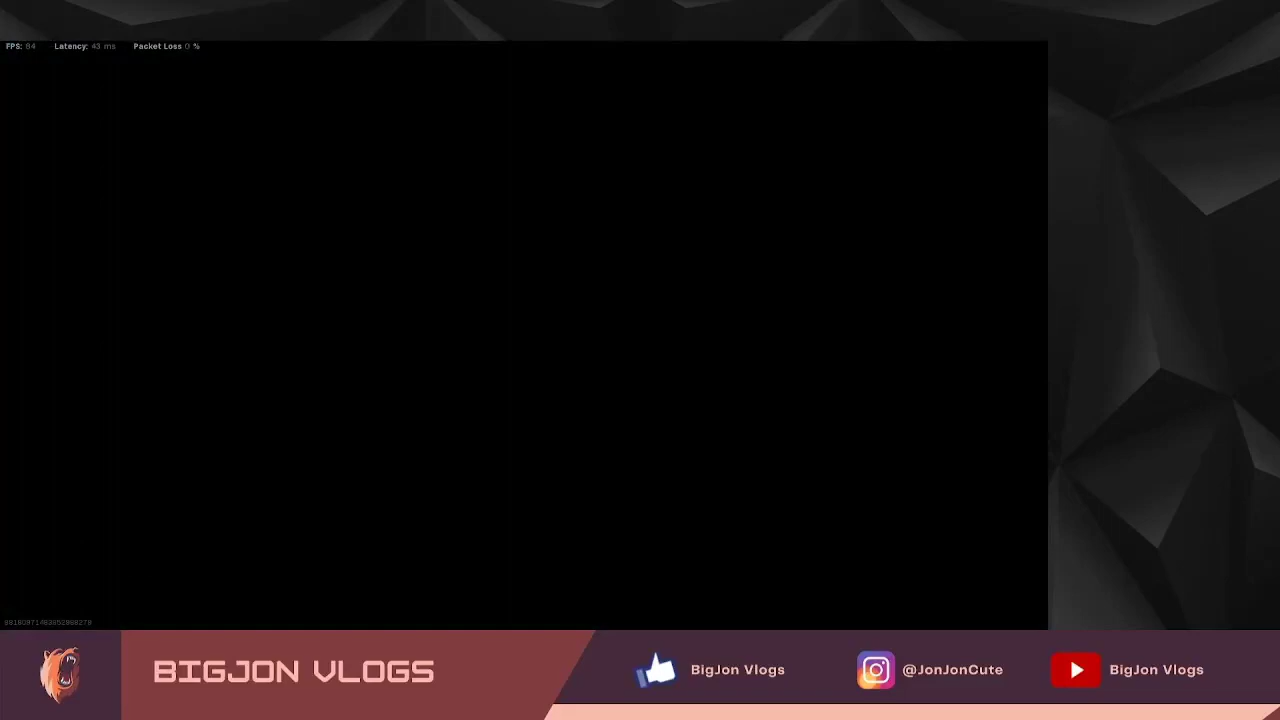 FPS: 84 Latency: 43 ms Packet Loss 0 %
BIGJON VLOGS
BigJon Vlogs
@JonJonCute
BigJon Vlogs